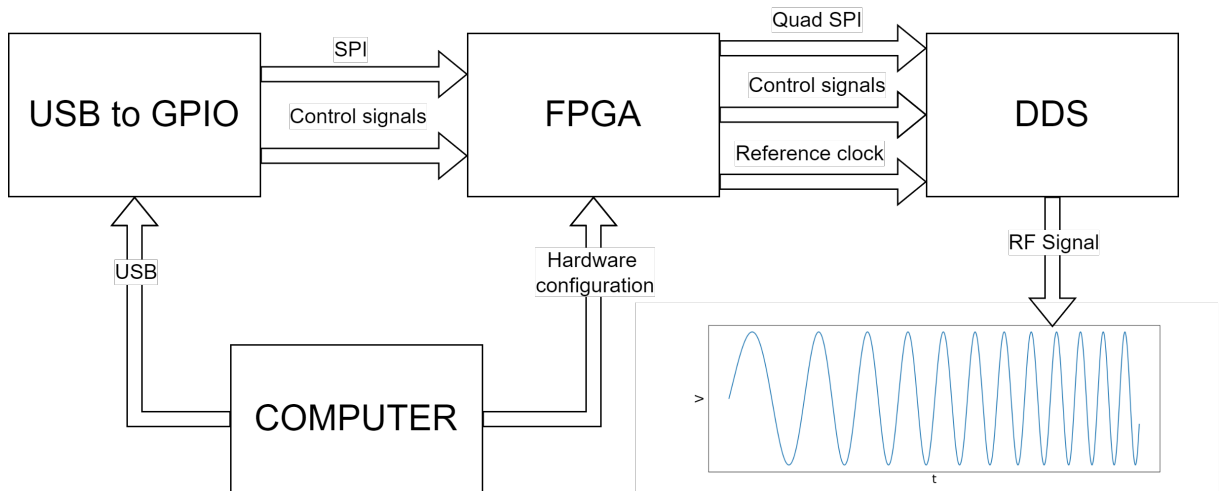 Quad SPI
SPI
USB to GPIO
Control signals
FPGA
Control signals
DDS
Reference clock
RF Signal
USB
Hardware
configuration
COMPUTER
v
t